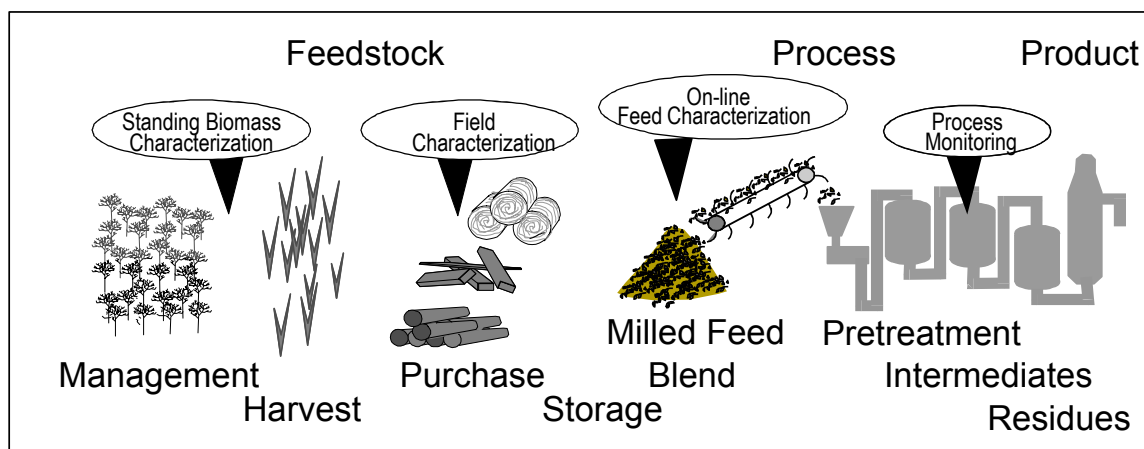 Feedstock
Process
Product
Standing Biomass
Characterization
Field
Characterization
On-line
Feed Characterization
Process
Monitoring
Management
Harvest
Purchase
Storage
Milled Feed
Blend
Pretreatment
Intermediates
Residues